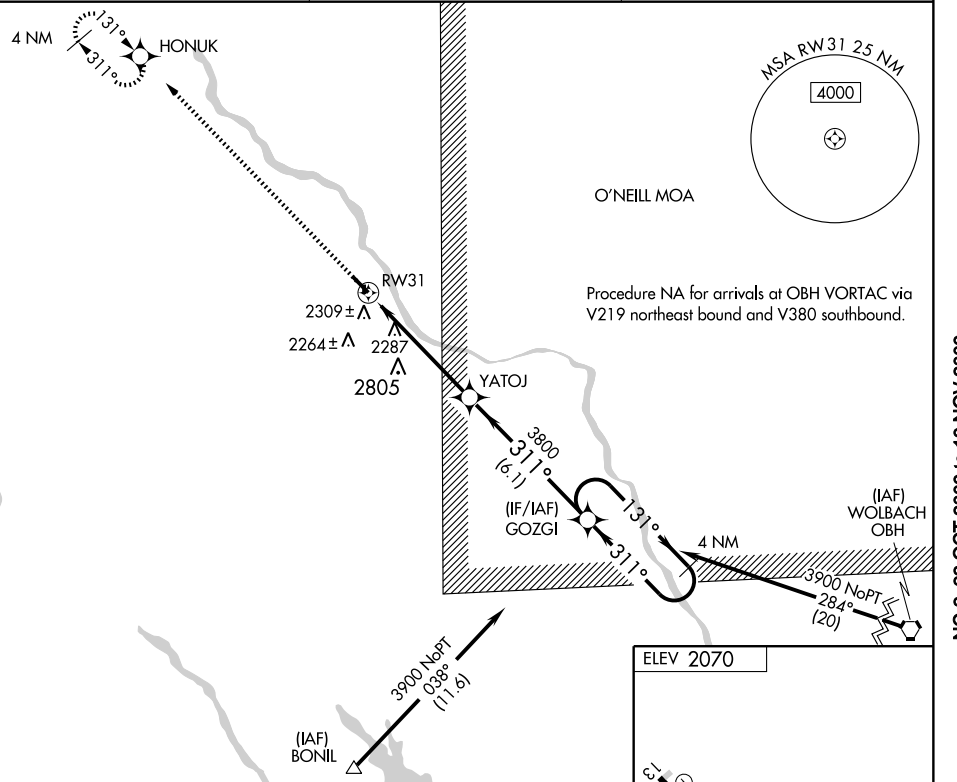 4 NM
131°
311°
HONUK
MSA RW31 25 NM
4000
O'NEILL MOA
Procedure NA for arrivals at OBH VORTAC via
V219 northeast bound and V380 southbound.
RW31
2309±
2264±
2287
2805
YATOJ
3800
311°
(6.1)
(IF/IAF)
GOZGI
131°
311°
4 NM
(IAF)
WOLBACH
OBH
3900 NoPT
284°
(20)
3900 NoPT
038°
(11.6)
(IAF)
BONIL
ELEV 2070
13